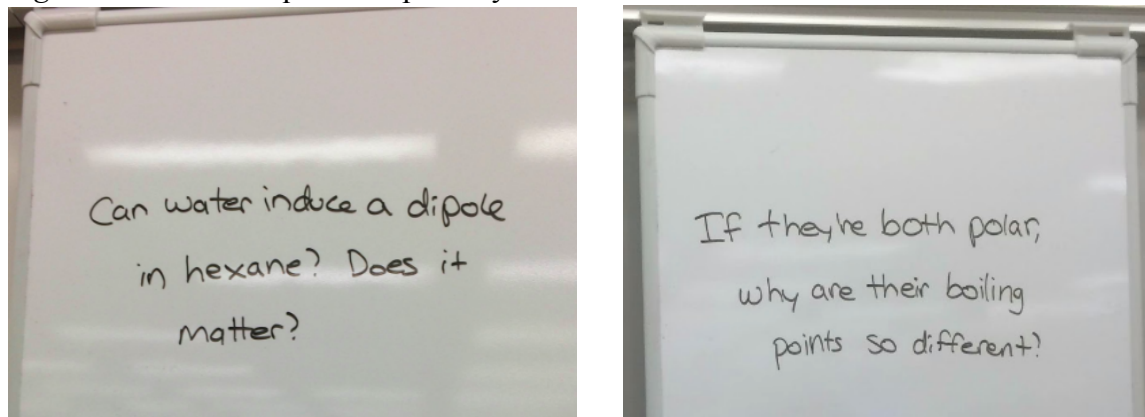 Can water induce a dipole
in hexane? Does it
matter?
If they're both polar,
why are their boiling
points so different?